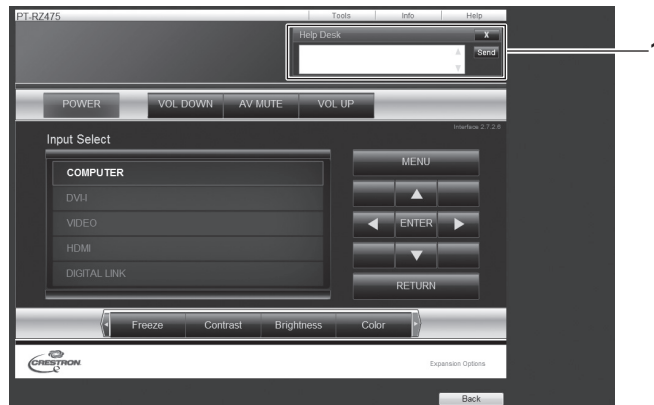 PT-RZ475 Tools Info Help
Help Desk X
Send
1
POWER VOL DOWN AV MUTE VOL UP
Interface 2.7.2.8
Input Select
MENU
COMPUTER
DVI-I
VIDEO
ENTER
HDMI
DIGITAL LINK
RETURN
Freeze Contrast Brightness Color
CRESTRON
Expansion Options
Back